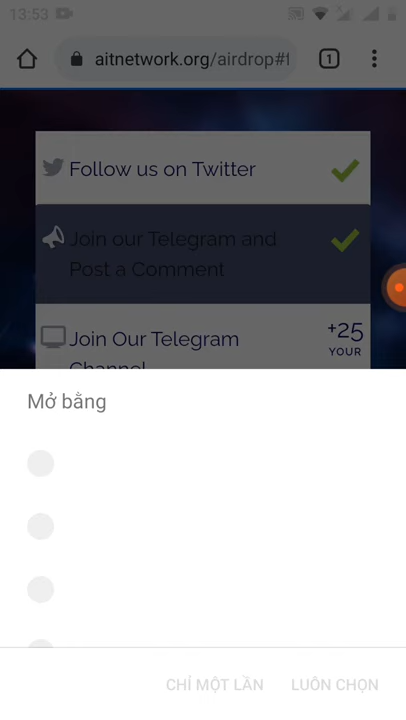 13:53
aitnetwork.org/airdrop#f
1
Follow us on Twitter
Join our Telegram and
Post a Comment
Join Our Telegram
Channel
+25
YOUR
Mở bằng
CHỈ MỘT LẦN
LUÔN CHỌN